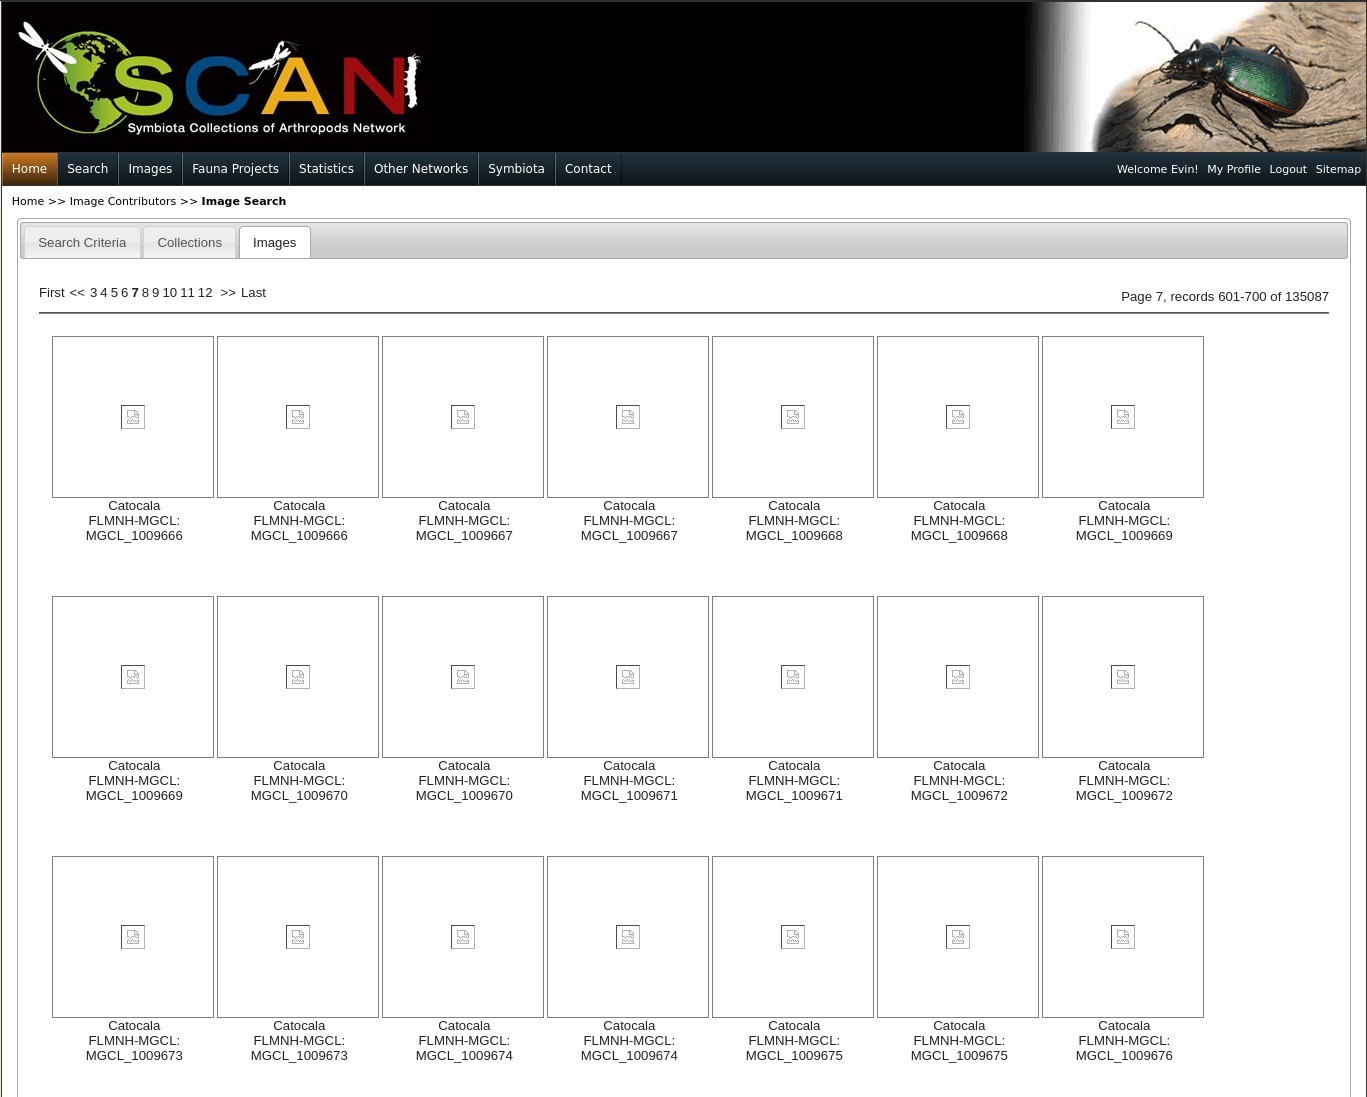 SCAN
Symbiota Collections of Arthropods Network
Home Search Images Fauna Projects Statistics Other Networks Symbiota Contact Welcome Evin! My Profile Logout Sitemap
Home >> Image Contributors >> Image Search
Search Criteria Collections Images
First << 3 4 5 6 7 8 9 10 11 12 >> Last
Page 7, records 601-700 of 135087
Catocala Catocala Catocala Catocala Catocala Catocala Catocala
FLMNH-MGCL: FLMNH-MGCL: FLMNH-MGCL: FLMNH-MGCL: FLMNH-MGCL: FLMNH-MGCL: FLMNH-MGCL:
MGCL_1009666 MGCL_1009666 MGCL_1009667 MGCL_1009667 MGCL_1009668 MGCL_1009668 MGCL_1009669
Catocala Catocala Catocala Catocala Catocala Catocala Catocala
FLMNH-MGCL: FLMNH-MGCL: FLMNH-MGCL: FLMNH-MGCL: FLMNH-MGCL: FLMNH-MGCL: FLMNH-MGCL:
MGCL_1009669 MGCL_1009670 MGCL_1009670 MGCL_1009671 MGCL_1009671 MGCL_1009672 MGCL_1009672
Catocala Catocala Catocala Catocala Catocala Catocala Catocala
FLMNH-MGCL: FLMNH-MGCL: FLMNH-MGCL: FLMNH-MGCL: FLMNH-MGCL: FLMNH-MGCL: FLMNH-MGCL:
MGCL_1009673 MGCL_1009673 MGCL_1009674 MGCL_1009674 MGCL_1009675 MGCL_1009675 MGCL_1009676